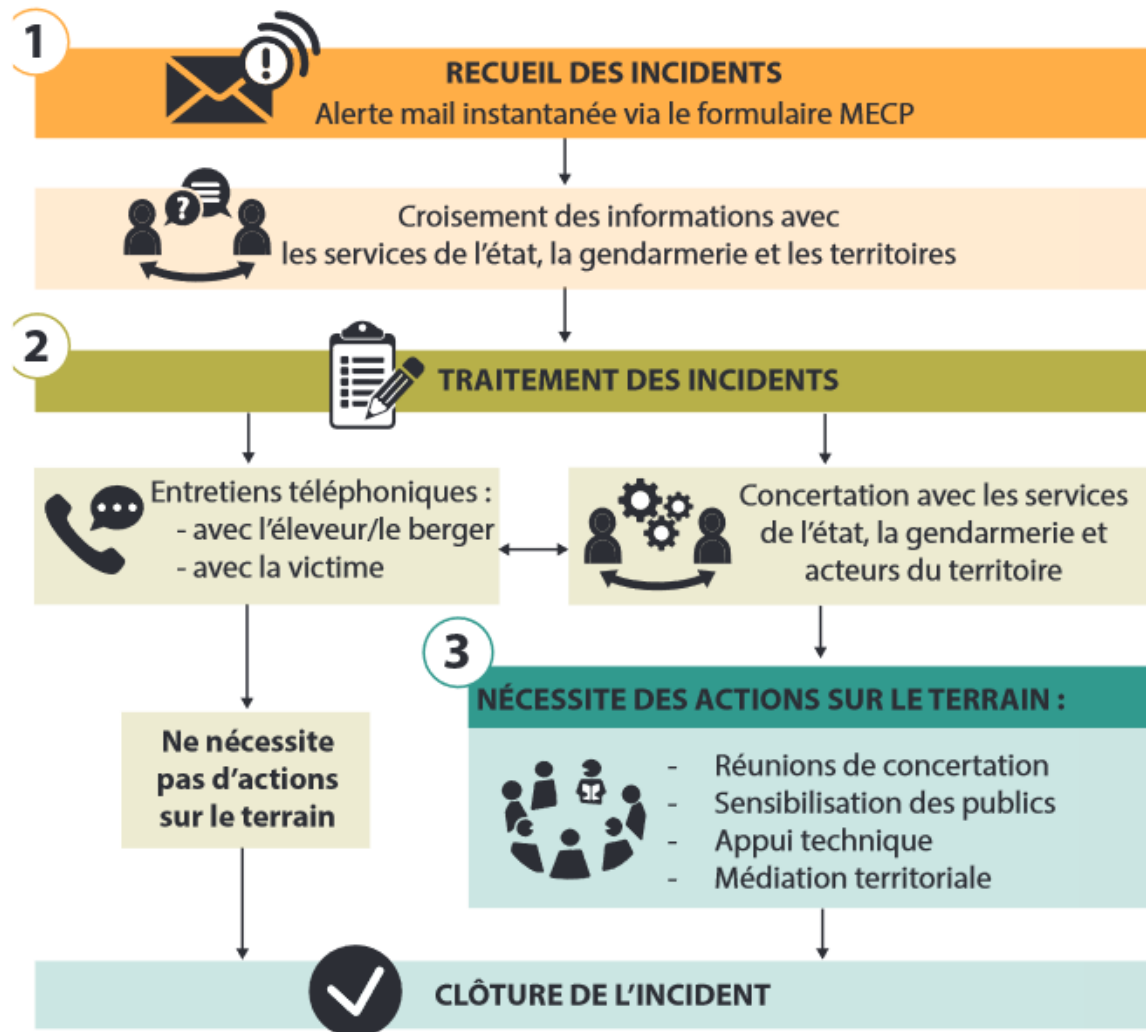 1
RECUEIL DES INCIDENTS
Alerte mail instantanée via le formulaire MECP
?
Croisement des informations avec
les services de l'état, la gendarmerie et les territoires
2
TRAITEMENT DES INCIDENTS
Entretiens téléphoniques :
- avec l'éleveur/le berger
- avec la victime
Concertation avec les services
de l'état, la gendarmerie et
acteurs du territoire
3
NÉCESSITE DES ACTIONS SUR LE TERRAIN :
- Réunions de concertation
- Sensibilisation des publics
- Appui technique
- Médiation territoriale
Ne nécessite
pas d'actions
sur le terrain
CLÔTURE DE L'INCIDENT